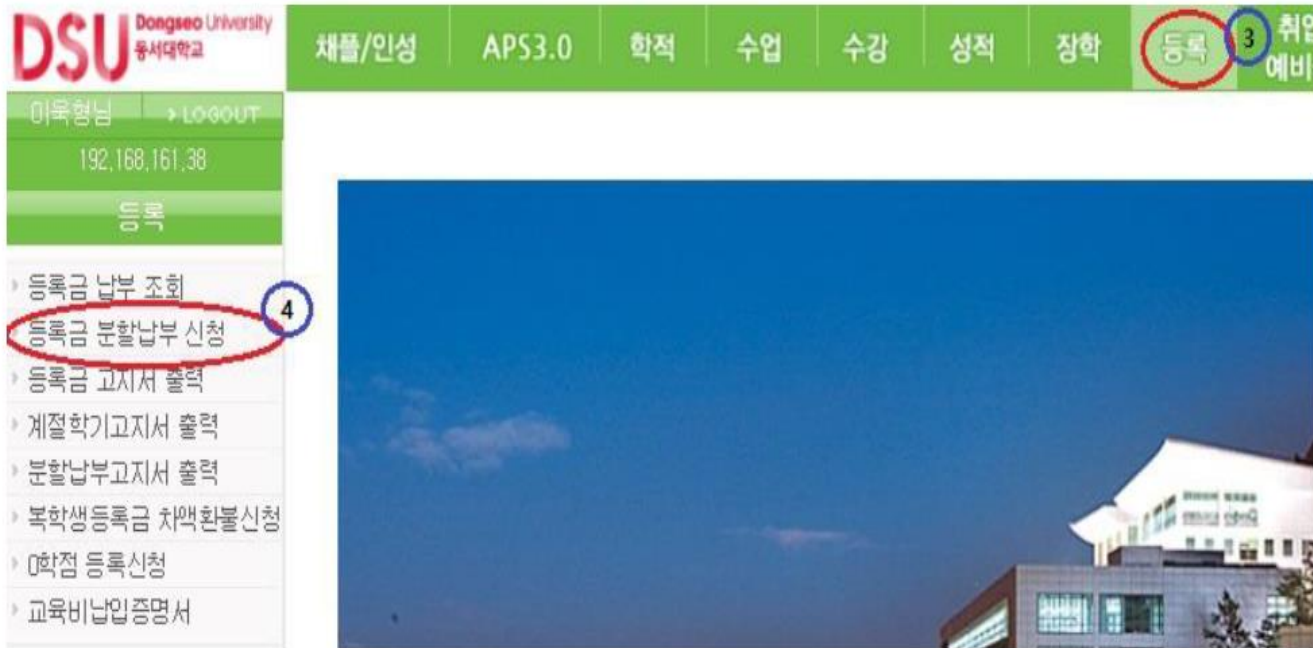 DSU Dongseo University
동서대학교
채플/인성 APS3.0 학적 수업 수강 성적 장학 등록 3 취업
예비
이욱형님 LOGOUT
192,168,161,38
등록
등록금 납부 조회
4
등록금 분할납부 신청
등록금 고지서 출력
계절학기고지서 출력
분할납부고지서 출력
복학생등록금 차액환불신청
0학점 등록신청
교육비납입증명서